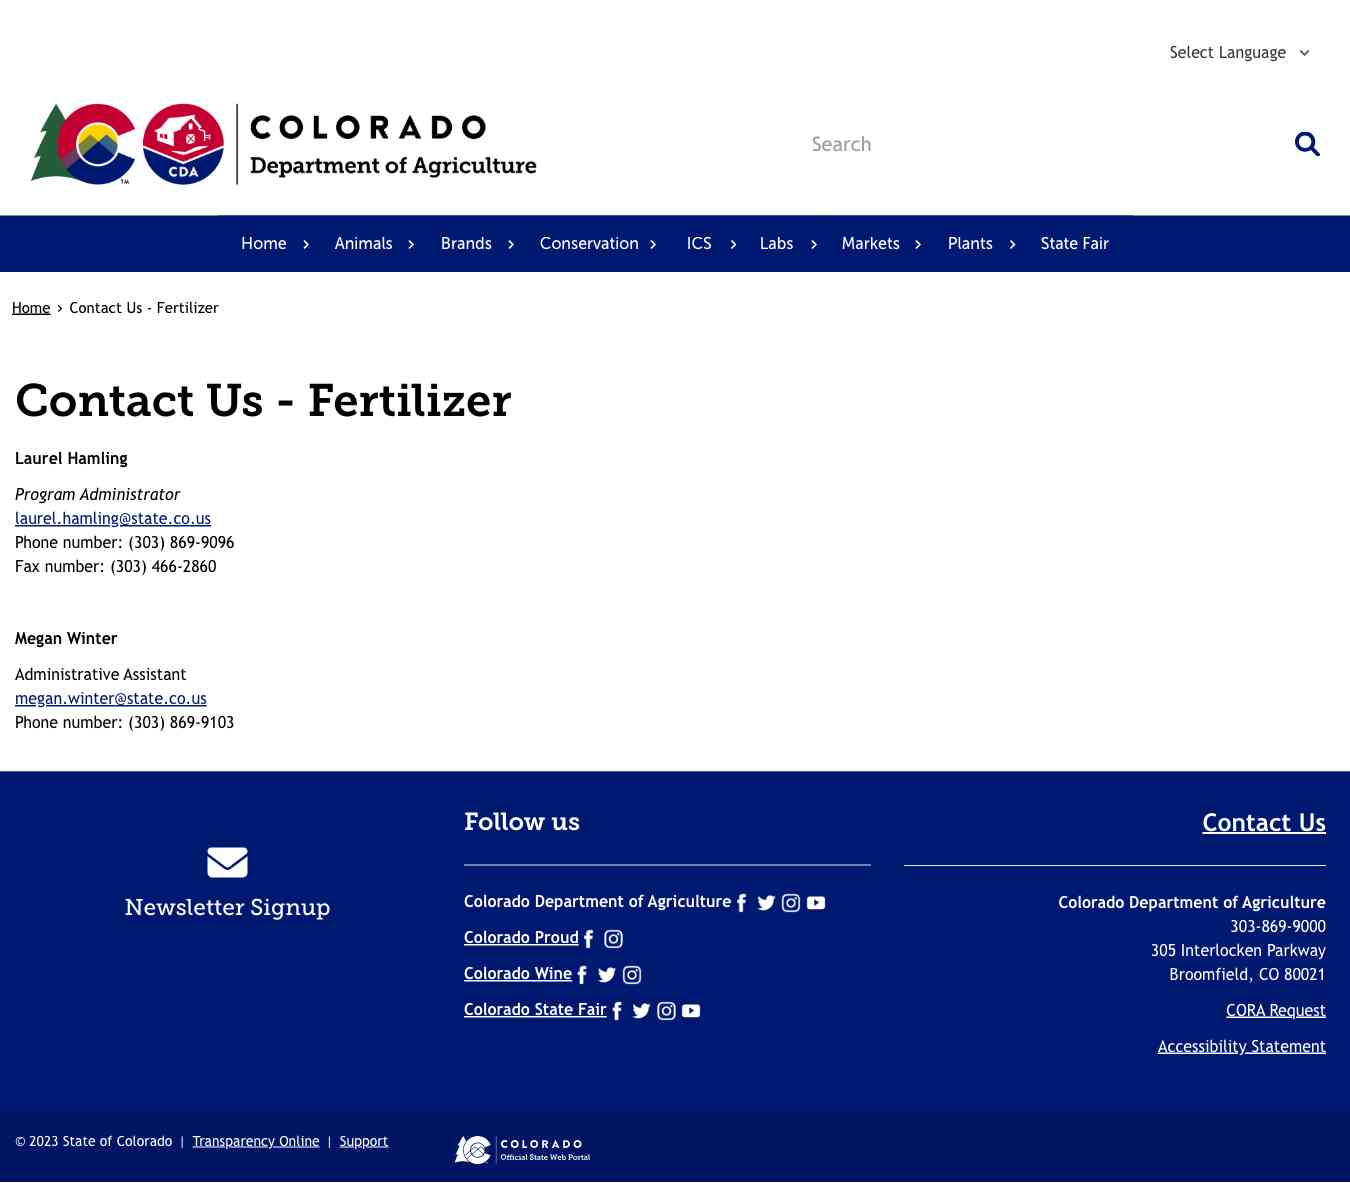 Select Language
COLORADO
Department of Agriculture
CDA
TM
Search
Home Animals Brands Conservation ICS Labs Markets Plants State Fair
Home › Contact Us - Fertilizer
Contact Us - Fertilizer
Laurel Hamling
Program Administrator
laurel.hamling@state.co.us
Phone number: (303) 869-9096
Fax number: (303) 466-2860
Megan Winter
Administrative Assistant
megan.winter@state.co.us
Phone number: (303) 869-9103
Newsletter Signup
Follow us
Colorado Department of Agriculture
Colorado Proud
Colorado Wine
Colorado State Fair
Contact Us
Colorado Department of Agriculture
303-869-9000
305 Interlocken Parkway
Broomfield, CO 80021
CORA Request
Accessibility Statement
© 2023 State of Colorado | Transparency Online | Support
COLORADO
Official State Web Portal